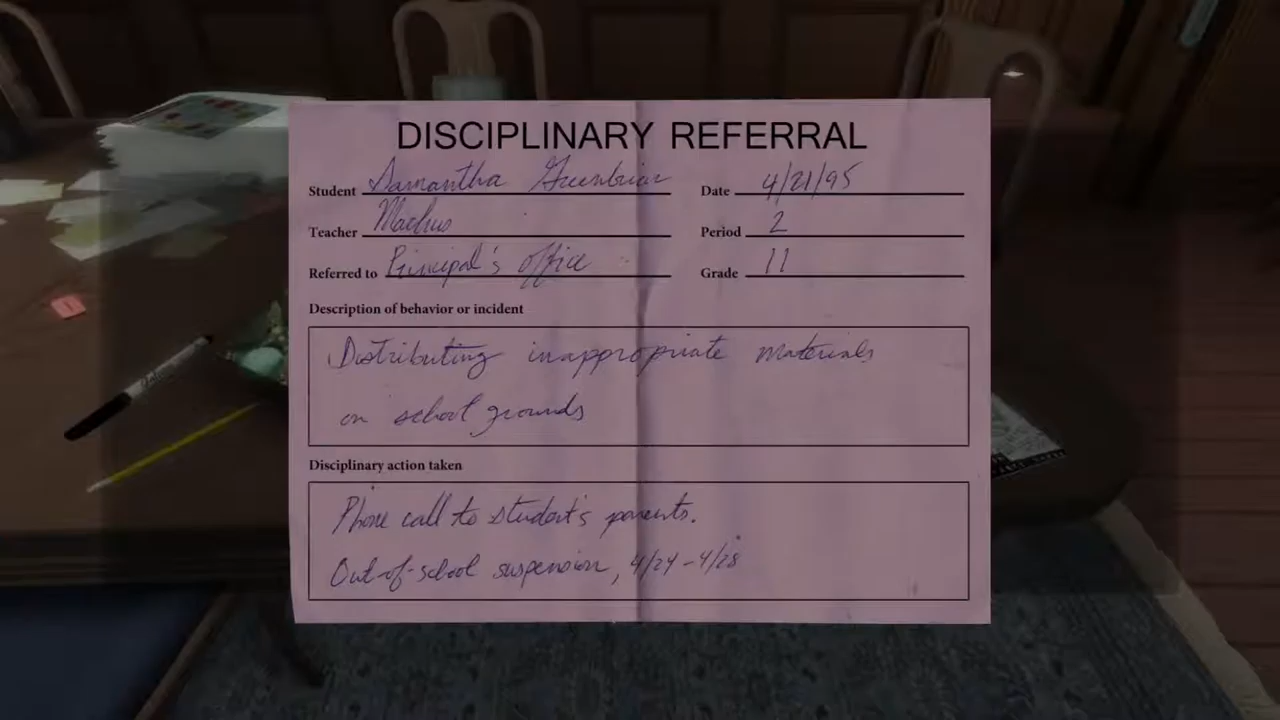 DISCIPLINARY REFERRAL
Student Samantha Greenbriar Date 4/21/95
Teacher Period 2
Referred to Principal's office Grade 11
Description of behavior or incident
Distributing inappropriate materials
on school grounds
Disciplinary action taken
Phone call to student's parents.
Out-of-school suspension, 4/24-4/28